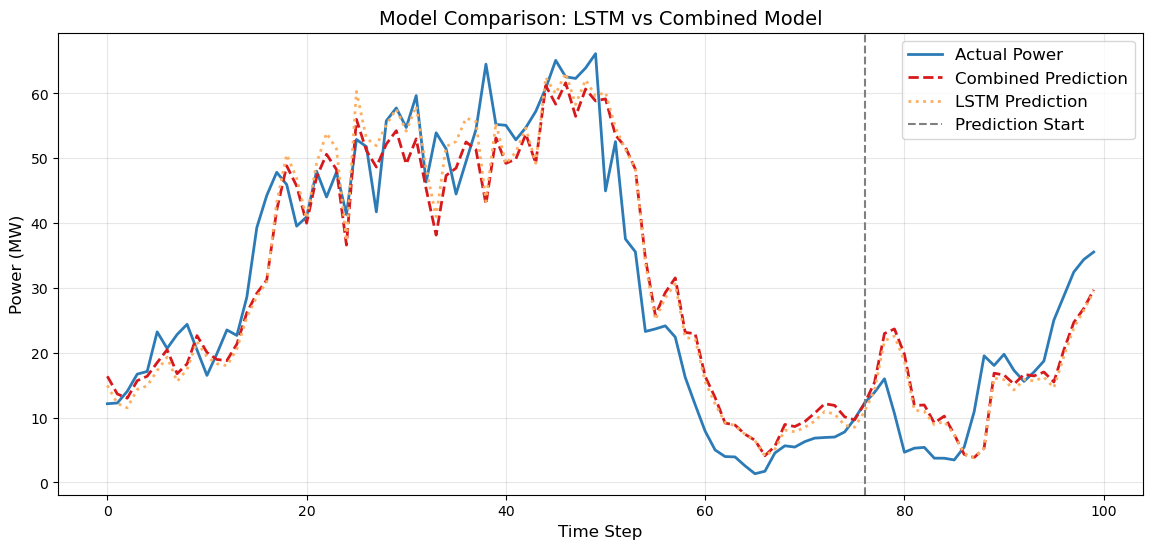 Model Comparison: LSTM vs Combined Model
Actual Power
Combined Prediction
LSTM Prediction
Prediction Start
Power (MW)
60
50
40
30
20
10
0
0 20 40 60 80 100
Time Step